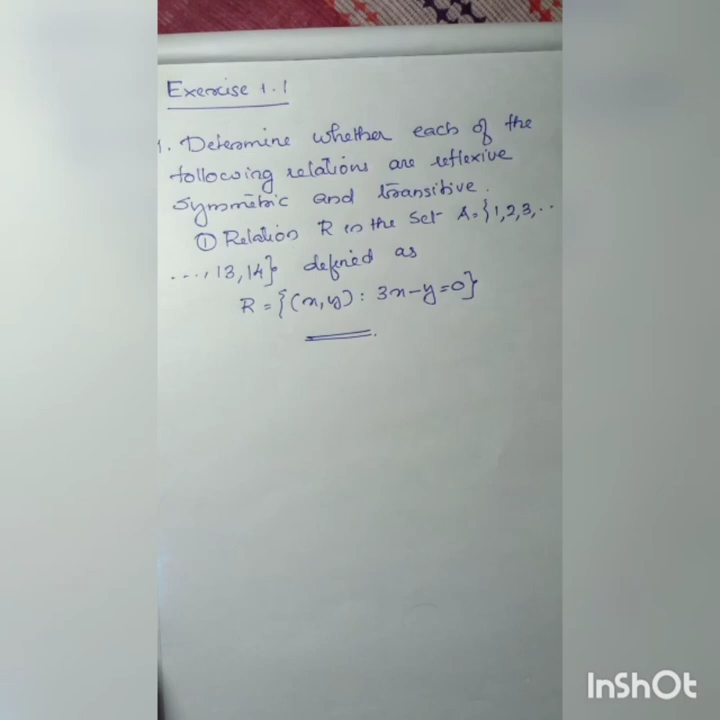 Exercise 1.1
1. Determine whether each of the
following relations are reflexive
symmetric and transitive.
① Relation R in the set A={1,2,3,..
...,13,14} defined as
R={(x,y): 3x-y=0}
InShOt